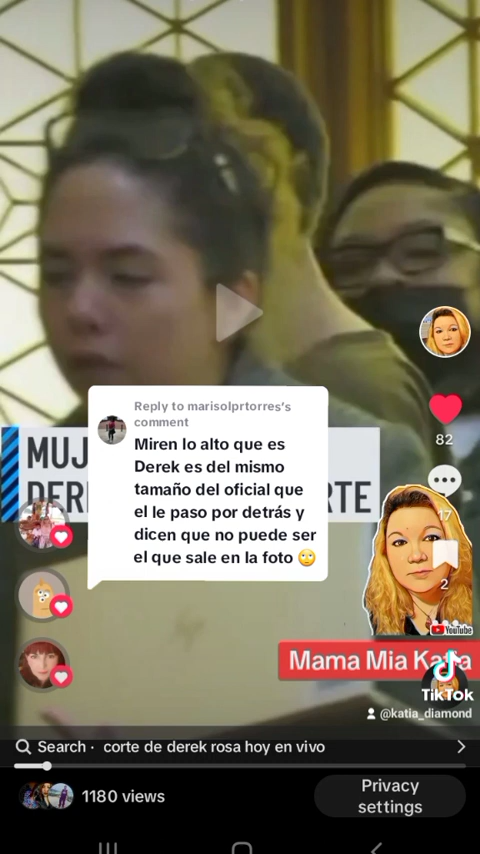 Reply to marisolprtorres's
comment
Miren lo alto que es
Derek es del mismo
tamaño del oficial que
el le paso por detrás y
dicen que no puede ser
el que sale en la foto 🙄
MUJ
DER RTE
82
17
2
YouTube
Mama Mia Katia
TikTok
@katia_diamond
Search · corte de derek rosa hoy en vivo
1180 views
Privacy
settings